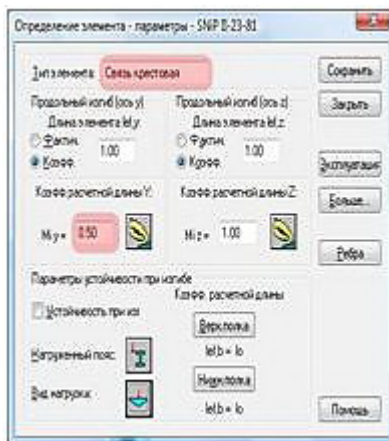 Определение элемента - параметры - SNiP II-23-81
Тип элемента: Связь крестовая
Сохранить
Продольный изгиб (ось y)
Продольный изгиб (ось z)
Закрыть
Длина элемента lef,y:
Длина элемента lef,z:
Фактич.
Фактич.
1.00
1.00
Коэфф.
Коэфф.
Эксплуатация
Коэфф расчетной длины Y:
Коэфф. расчетной длины Z:
Больше...
Mi y = 0.50
Mi z = 1.00
Ребра
Параметры устойчивости при изгибе
Коэфф. расчетной длины
Устойчивость при изг
Верх.полка
Нагруженный пояс:
lef,b = lo
Нижн.полка
Вид нагрузки:
lef,b = lo
Помощь